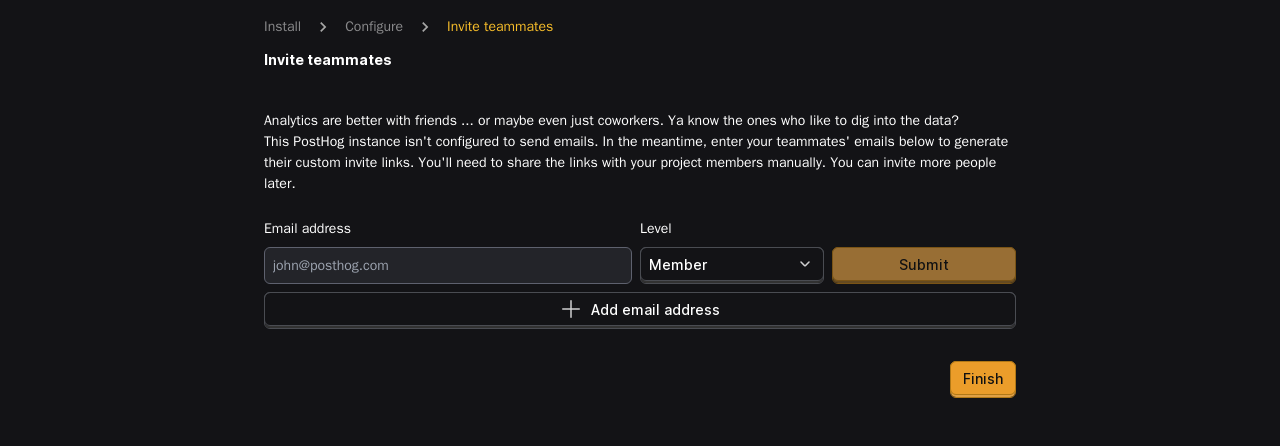 Install
Configure
Invite teammates
Invite teammates
Analytics are better with friends ... or maybe even just coworkers. Ya know the ones who like to dig into the data?
This PostHog instance isn't configured to send emails. In the meantime, enter your teammates' emails below to generate
their custom invite links. You'll need to share the links with your project members manually. You can invite more people
later.
Email address
Level
john@posthog.com
Member
Submit
Add email address
Finish